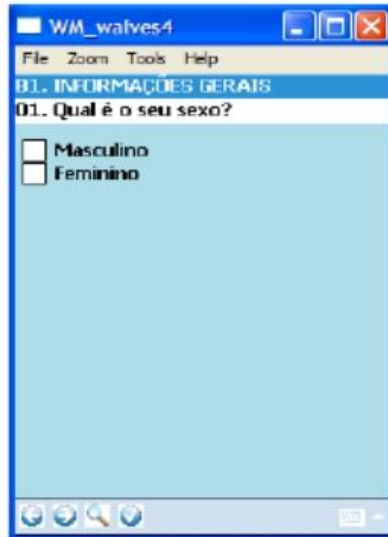 WM_walves4
File Zoom Tools Help
B1. INFORMAÇÕES GERAIS
01. Qual é o seu sexo?
Masculino
Feminino